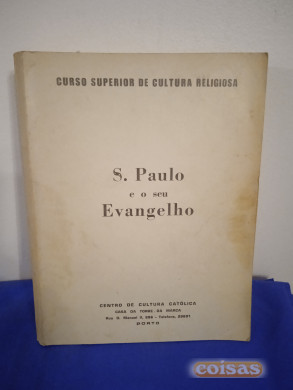 CURSO SUPERIOR DE CULTURA RELIGIOSA
S. Paulo
e o seu
Evangelho
CENTRO DE CULTURA CATÓLICA
CASA DA TORRE DA MARCA
PORTO
coisas